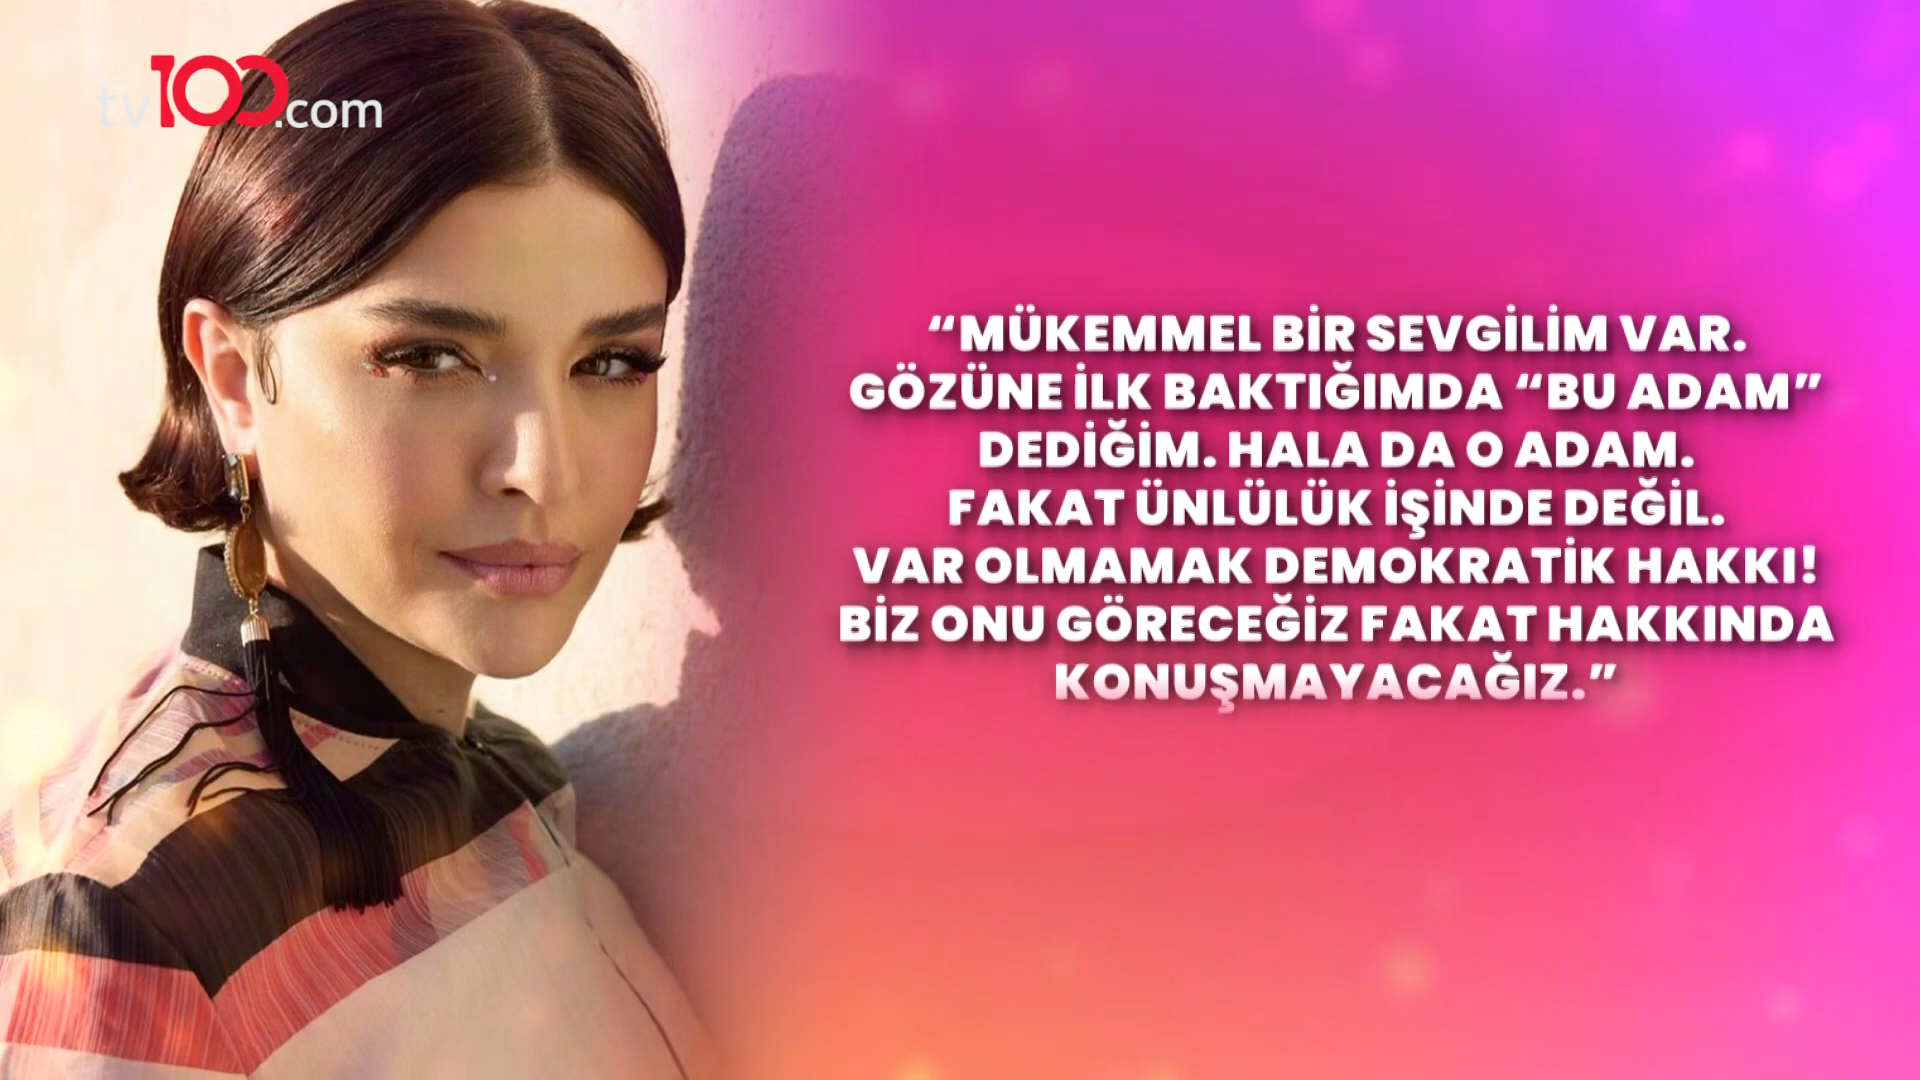 tv100.com
“MÜKEMMEL BİR SEVGİLİM VAR.
GÖZÜNE İLK BAKTIĞIMDA “BU ADAM”
DEDİĞİM. HALA DA O ADAM.
FAKAT ÜNLÜLÜK İŞİNDE DEĞİL.
VAR OLMAMAK DEMOKRATİK HAKKI!
BİZ ONU GÖRECEĞİZ FAKAT HAKKINDA
KONUŞMAYACAĞIZ.”